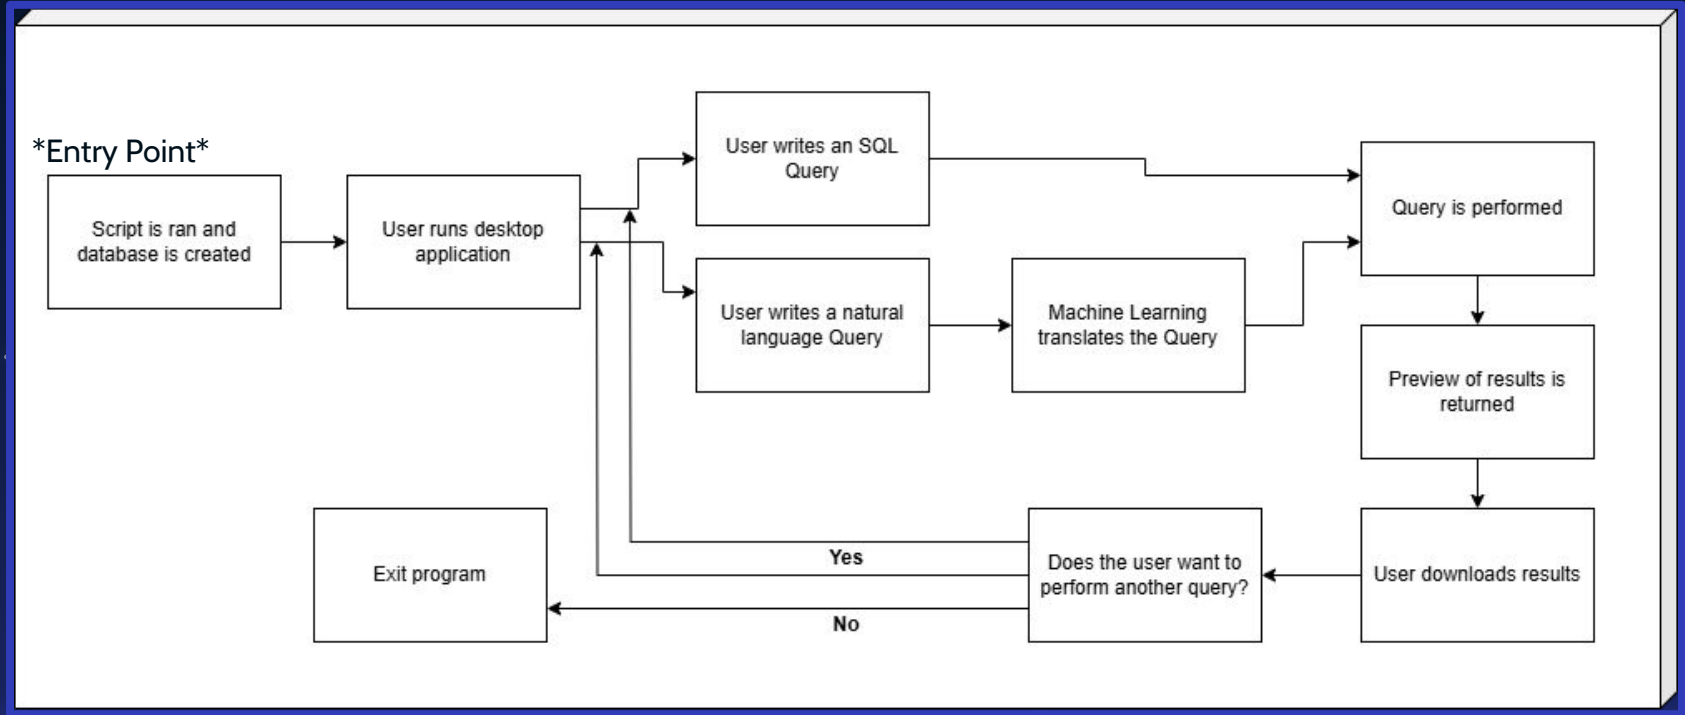 *Entry Point*
Script is ran and
database is created
User runs desktop
application
User writes an SQL
Query
User writes a natural
language Query
Machine Learning
translates the Query
Query is performed
Preview of results is
returned
User downloads results
Does the user want to
perform another query?
Yes
No
Exit program